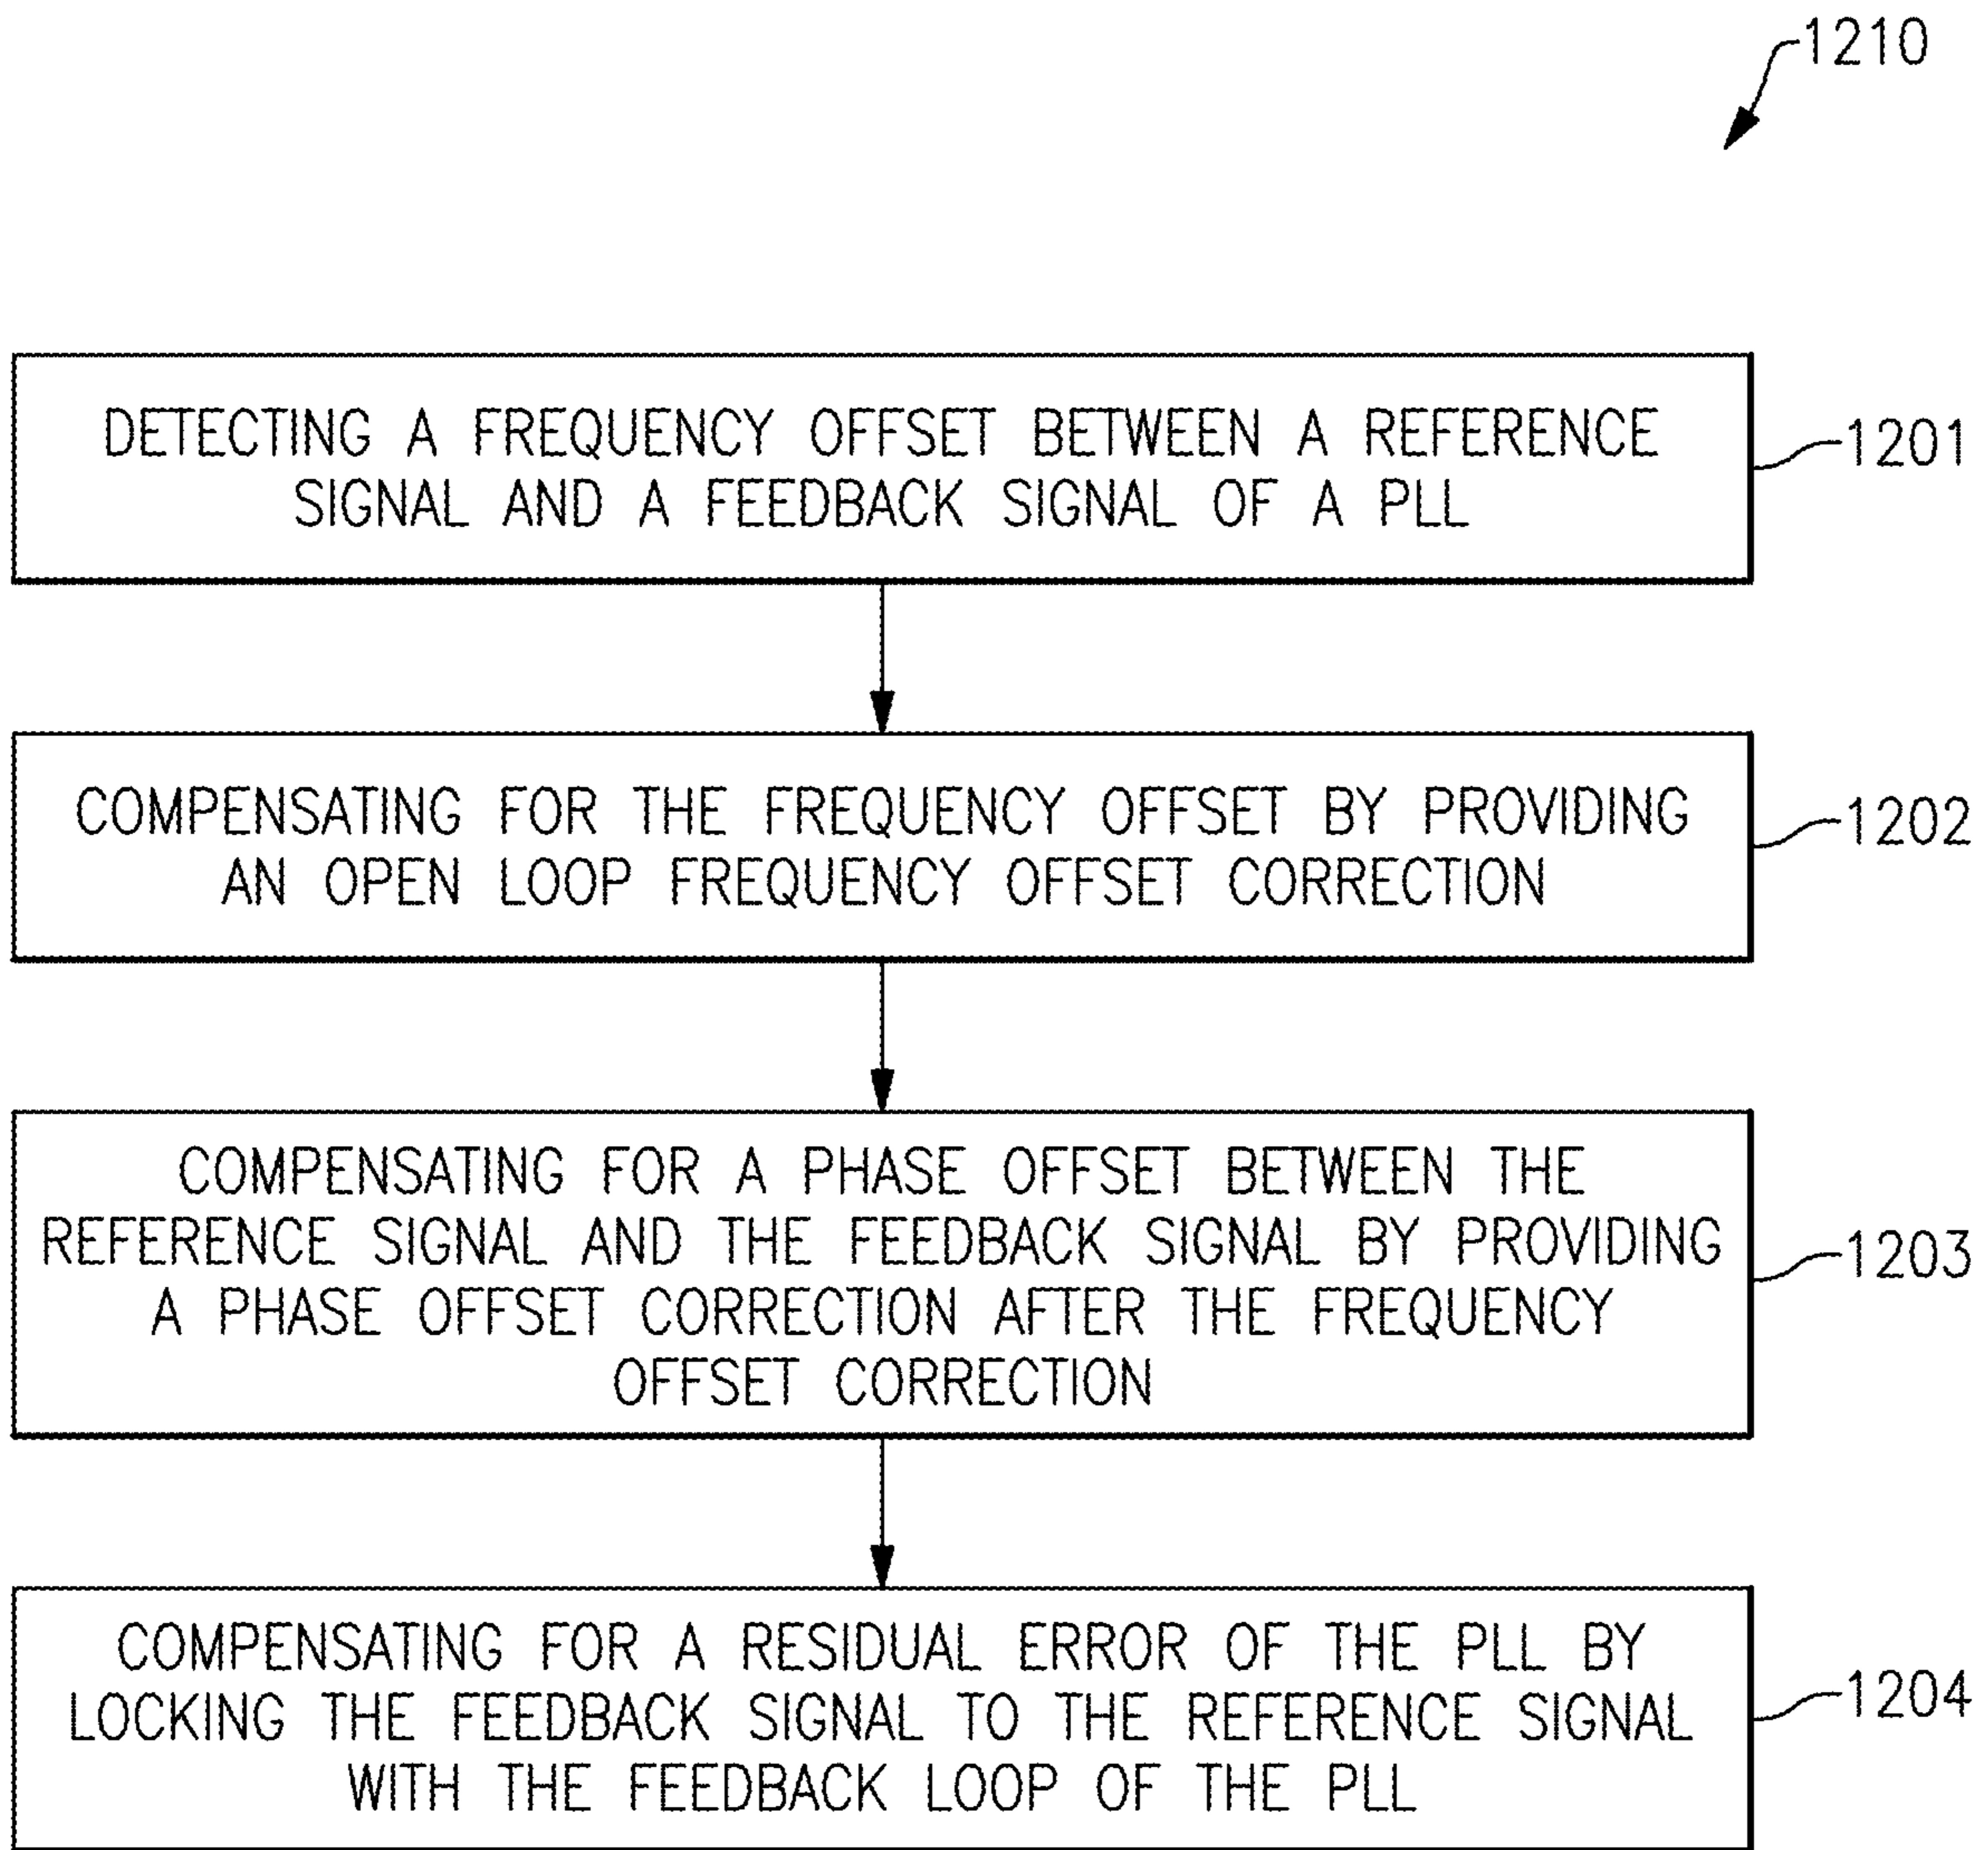 1210
DETECTING A FREQUENCY OFFSET BETWEEN A REFERENCE
SIGNAL AND A FEEDBACK SIGNAL OF A PLL
1201
COMPENSATING FOR THE FREQUENCY OFFSET BY PROVIDING
AN OPEN LOOP FREQUENCY OFFSET CORRECTION
1202
COMPENSATING FOR A PHASE OFFSET BETWEEN THE
REFERENCE SIGNAL AND THE FEEDBACK SIGNAL BY PROVIDING
A PHASE OFFSET CORRECTION AFTER THE FREQUENCY
OFFSET CORRECTION
1203
COMPENSATING FOR A RESIDUAL ERROR OF THE PLL BY
LOCKING THE FEEDBACK SIGNAL TO THE REFERENCE SIGNAL
WITH THE FEEDBACK LOOP OF THE PLL
1204